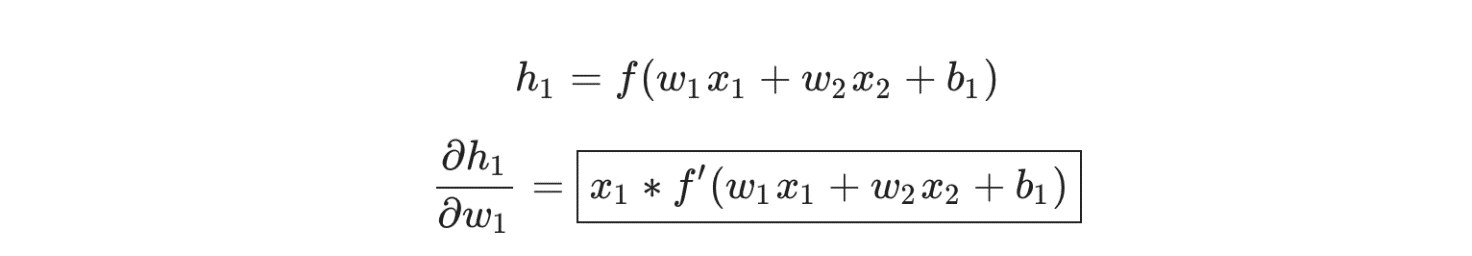 h₁ = f(w₁x₁ + w₂x₂ + b₁)
∂h₁/∂w₁ = x₁ * f′(w₁x₁ + w₂x₂ + b₁)